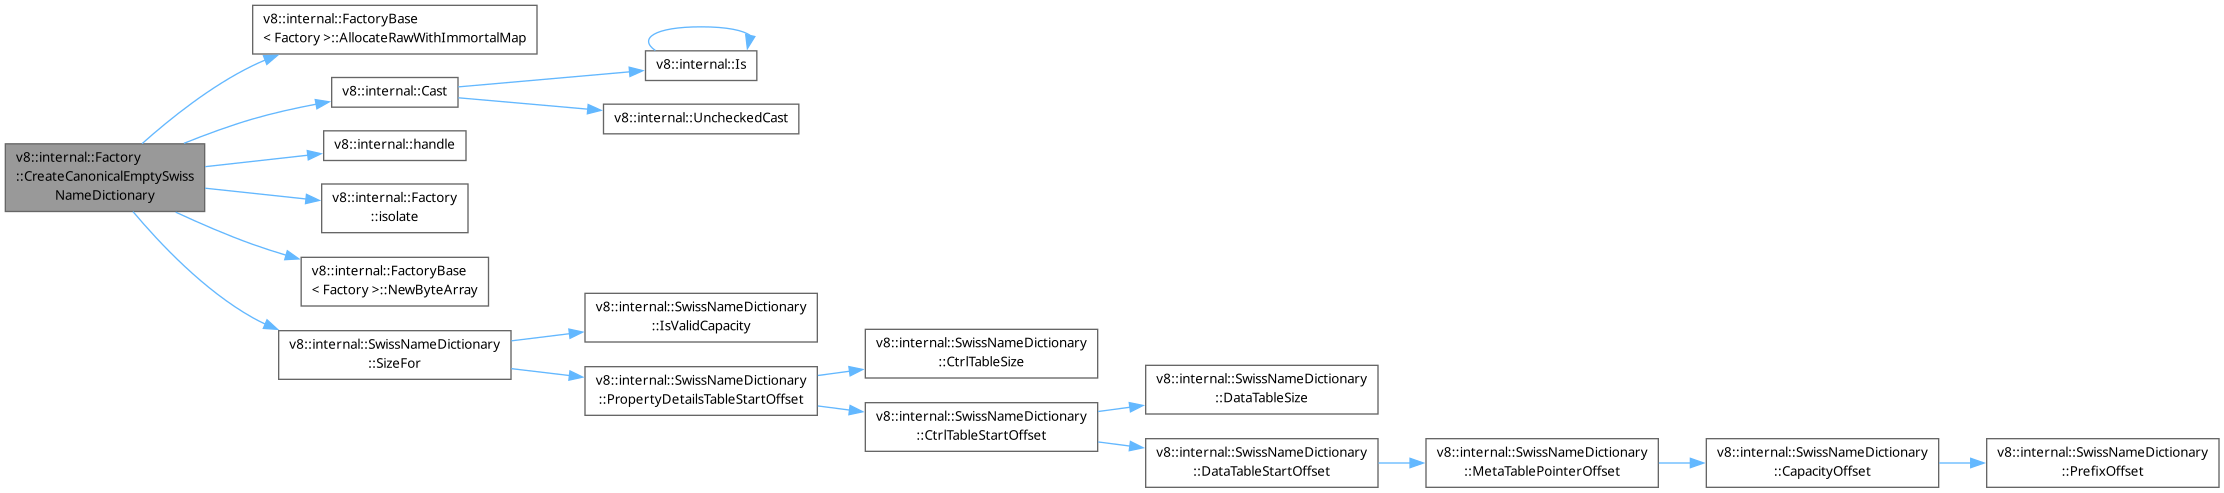 v8::internal::FactoryBase
< Factory >::AllocateRawWithImmortalMap
v8::internal::Is
v8::internal::Cast
v8::internal::UncheckedCast
v8::internal::handle
v8::internal::Factory
::CreateCanonicalEmptySwiss
NameDictionary
v8::internal::Factory
::isolate
v8::internal::FactoryBase
< Factory >::NewByteArray
v8::internal::SwissNameDictionary
::SizeFor
v8::internal::SwissNameDictionary
::IsValidCapacity
v8::internal::SwissNameDictionary
::PropertyDetailsTableStartOffset
v8::internal::SwissNameDictionary
::CtrlTableSize
v8::internal::SwissNameDictionary
::CtrlTableStartOffset
v8::internal::SwissNameDictionary
::DataTableSize
v8::internal::SwissNameDictionary
::DataTableStartOffset
v8::internal::SwissNameDictionary
::MetaTablePointerOffset
v8::internal::SwissNameDictionary
::CapacityOffset
v8::internal::SwissNameDictionary
::PrefixOffset